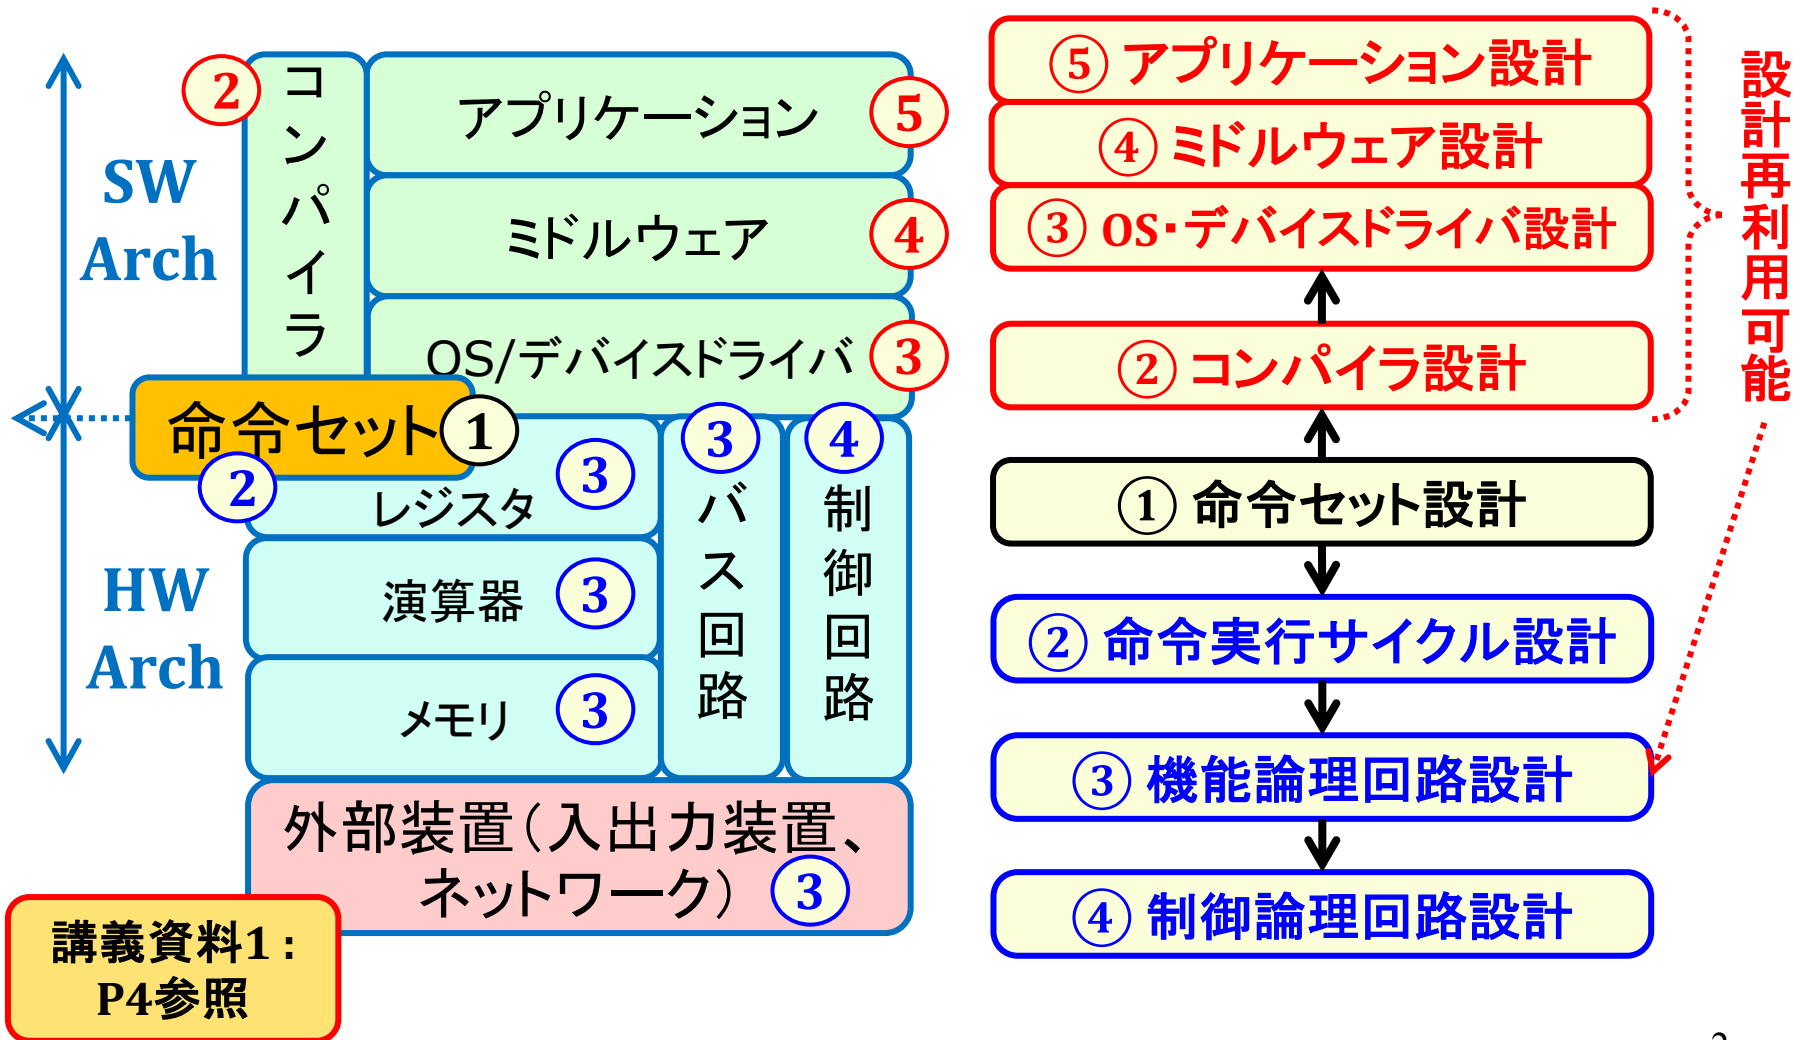 ② コンパイラ
アプリケーション ⑤
ミドルウェア ④
OS/デバイスドライバ ③
SW
Arch
命令セット ①
②
レジスタ ③
演算器 ③
メモリ ③
③ バス回路
④ 制御回路
HW
Arch
外部装置(入出力装置、
ネットワーク) ③
講義資料1:
P4参照
⑤ アプリケーション設計
④ ミドルウェア設計
③ OS・デバイスドライバ設計
② コンパイラ設計
① 命令セット設計
② 命令実行サイクル設計
③ 機能論理回路設計
④ 制御論理回路設計
設計再利用可能